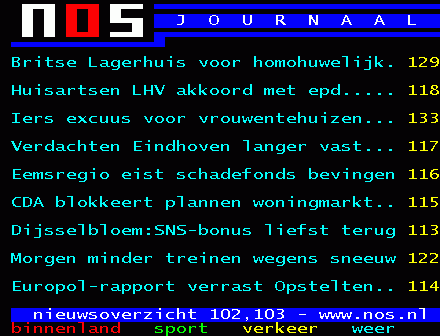 NOS JOURNAAL
Britse Lagerhuis voor homohuwelijk. 129
Huisartsen LHV akkoord met epd..... 118
Iers excuus voor vrouwentehuizen... 133
Verdachten Eindhoven langer vast... 117
Eemsregio eist schadefonds bevingen 116
CDA blokkeert plannen woningmarkt.. 115
Dijsselbloem:SNS-bonus liefst terug 113
Morgen minder treinen wegens sneeuw 122
Europol-rapport verrast Opstelten.. 114
nieuwsoverzicht 102,103 - www.nos.nl
binnenland sport verkeer weer